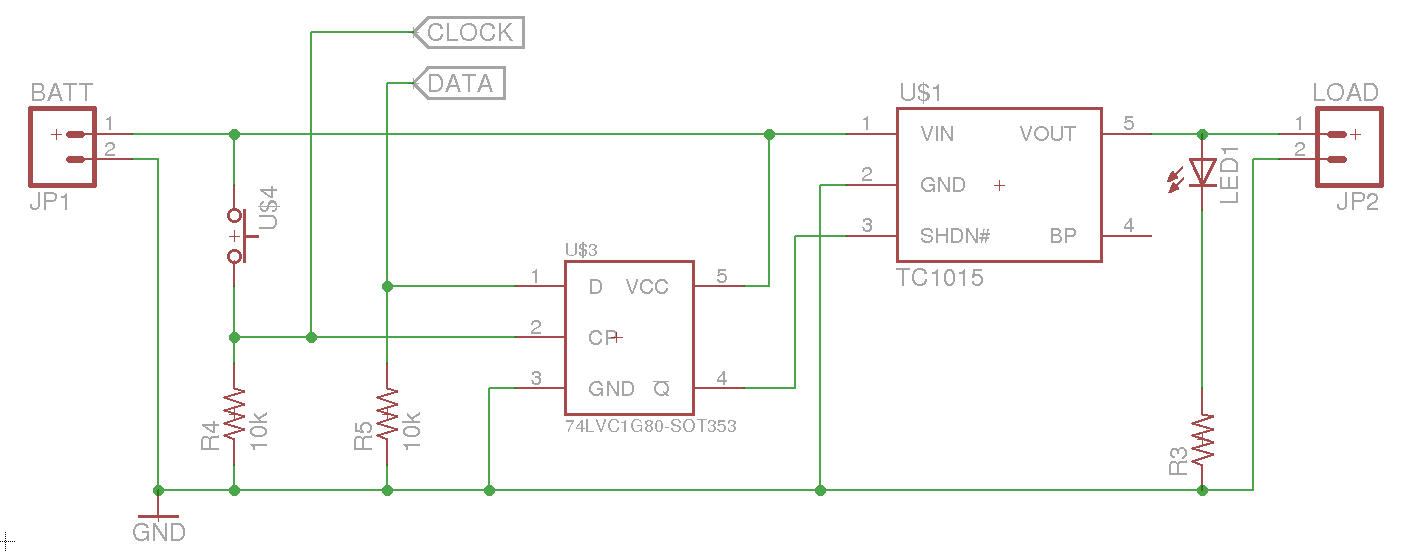 CLOCK
DATA
BATT
U$1
LOAD
1
1
VIN
VOUT
5
1
2
2
GND
2
JP1
U$4
LED1
JP2
3
SHDN#
BP
4
U$3
TC1015
1
D
VCC
5
2
CP
3
GND
Q̅
4
R4
10k
R5
10k
74LVC1G80-SOT353
R3
GND